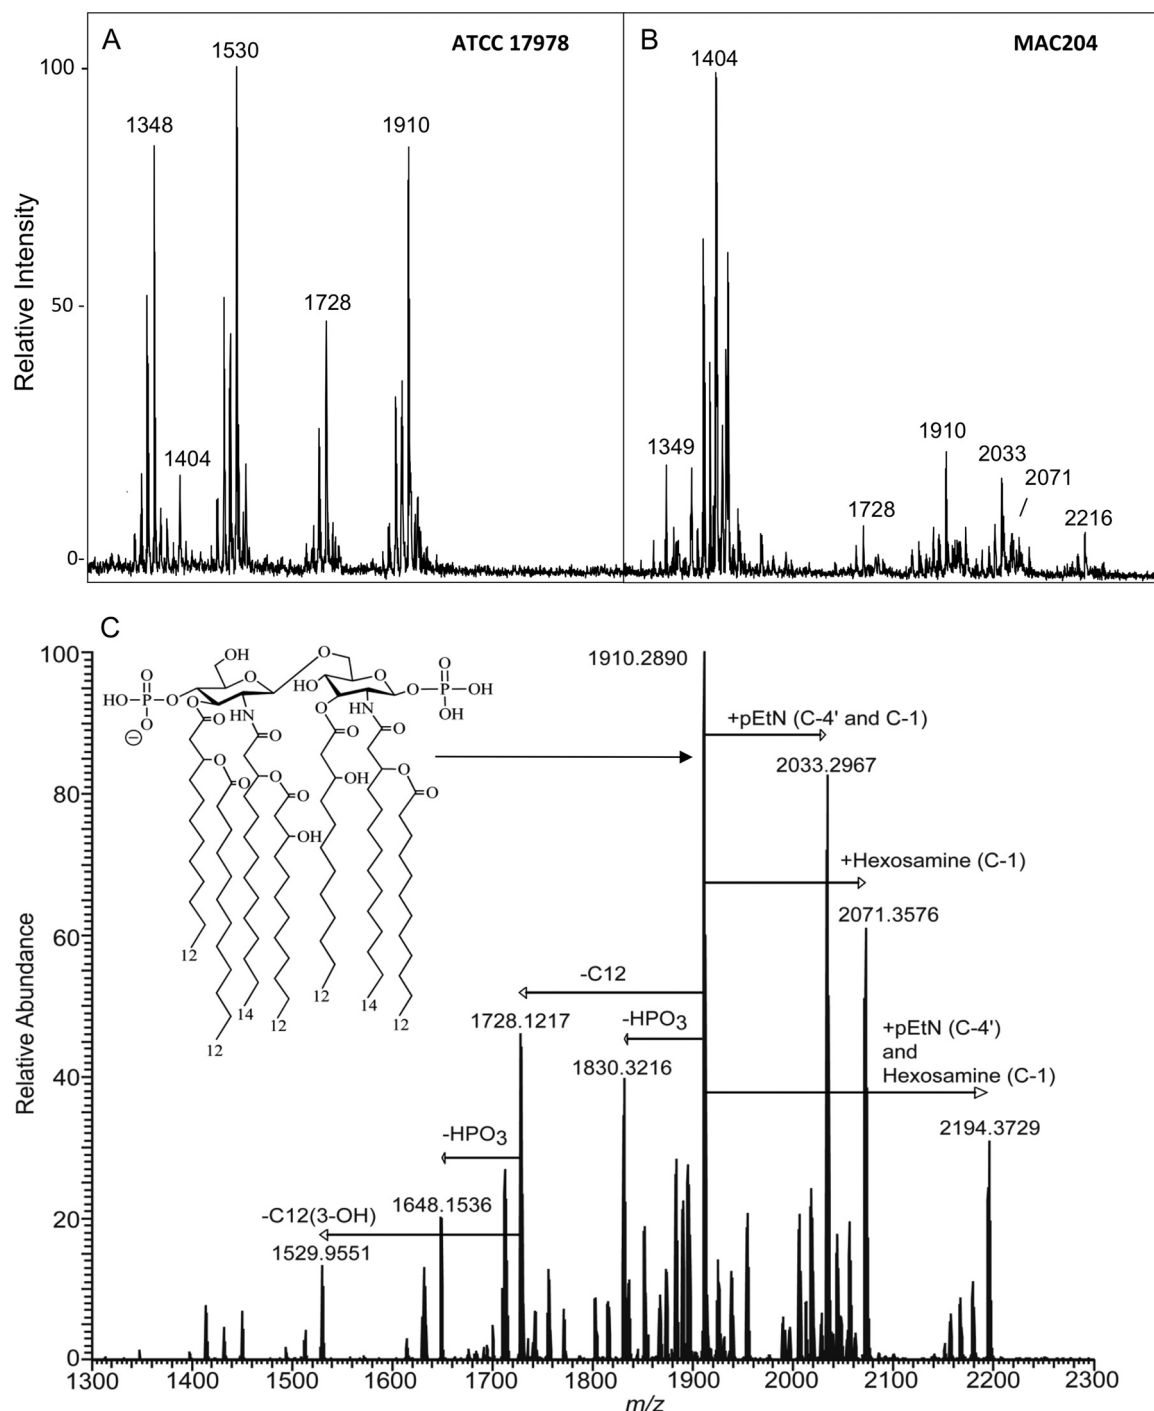 A
ATCC 17978
B
MAC204
Relative Intensity
100
50 -
0-
1348
1404
1530
1728
1910
1349
1404
1728
1910
2033
2071
2216
C
Relative Abundance
100
80
60
40
20
0
1910.2890
+pEtN (C-4' and C-1)
2033.2967
+Hexosamine (C-1)
2071.3576
-C12
1728.1217
-HPO3
1830.3216
+pEtN (C-4')
and
Hexosamine (C-1)
2194.3729
-HPO3
1648.1536
-C12(3-OH)
1529.9551
OH
O
O
O
HO-P-O
O
⊖
O
O
HN
O
O
O
O
O
OH
HO
O
O
HN
O
O
OH
O
O
O
O-P-OH
OH
12
12
14
12
12
14
12
1300
1400
1500
1600
1700
1800
1900
2000
2100
2200
2300
m/z